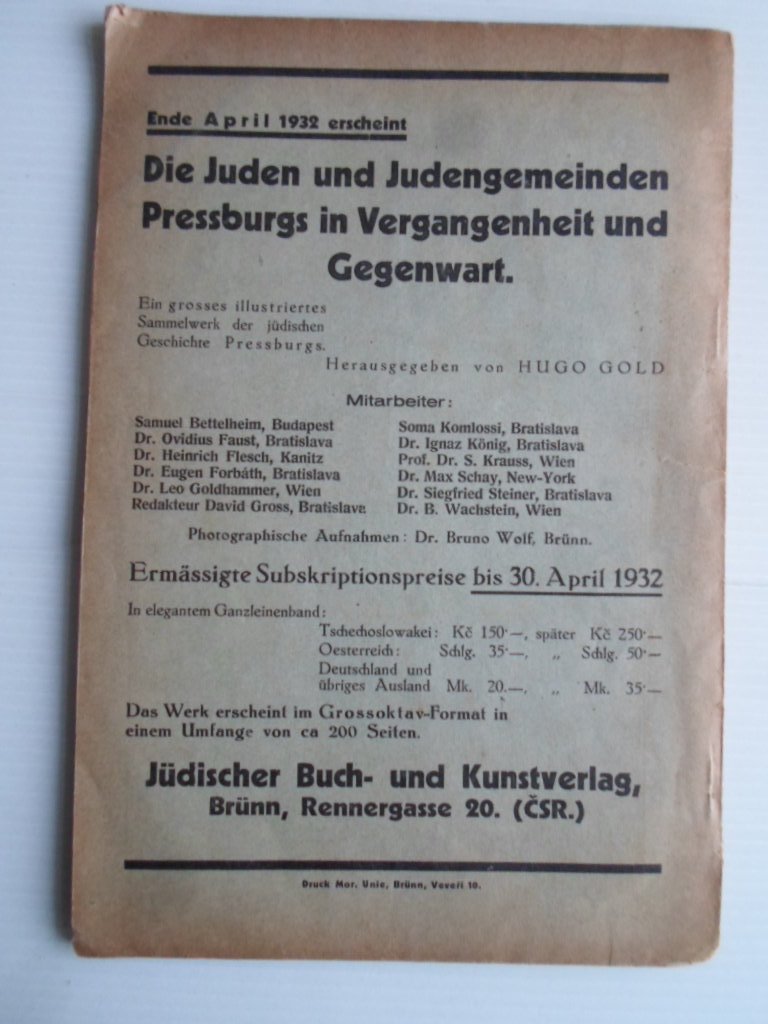 Ende April 1932 erscheint
Die Juden und Judengemeinden
Pressburgs in Vergangenheit und
Gegenwart.
Ein grosses illustriertes
Sammelwerk der jüdischen
Geschichte Pressburgs.
Herausgegeben von HUGO GOLD
Mitarbeiter:
Samuel Bettelheim, Budapest
Dr. Ovidius Faust, Bratislava
Dr. Heinrich Flesch, Kanitz
Dr. Eugen Forbáth, Bratislava
Dr. Leo Goldhammer, Wien
Redakteur David Gross, Bratislava
Soma Komlossi, Bratislava
Dr. Ignaz König, Bratislava
Prof. Dr. S. Krauss, Wien
Dr. Max Schay, New-York
Dr. Siegfried Steiner, Bratislava
Dr. B. Wachstein, Wien
Photographische Aufnahmen: Dr. Bruno Wolf, Brünn.
Ermässigte Subskriptionspreise bis 30. April 1932
In elegantem Ganzleinenband:
Tschechoslowakei: Kč 150·—, später Kč 250·—
Oesterreich: Schlg. 35·—, „ Schlg. 50·—
Deutschland und
übriges Ausland Mk. 20.—, „ Mk. 35·—
Das Werk erscheint im Grossoktav-Format in
einem Umfange von ca 200 Seiten.
Jüdischer Buch- und Kunstverlag,
Brünn, Rennergasse 20. (ČSR.)
Druck Mor. Unie, Brünn, Veveří 10.